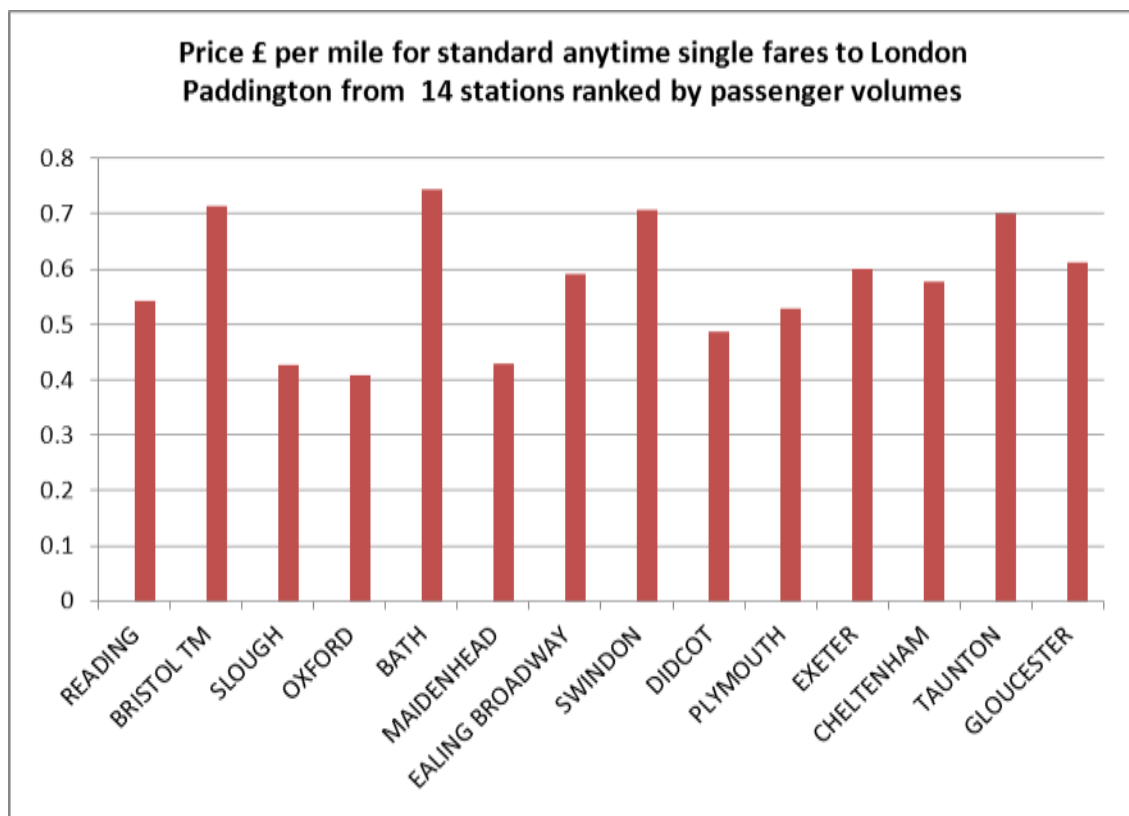 Price £ per mile for standard anytime single fares to London
Paddington from  14 stations ranked by passenger volumes
0.8
0.7
0.6
0.5
0.4
0.3
0.2
0.1
0
READING
BRISTOL TM
SLOUGH
OXFORD
BATH
MAIDENHEAD
EALING BROADWAY
SWINDON
DIDCOT
PLYMOUTH
EXETER
CHELTENHAM
TAUNTON
GLOUCESTER